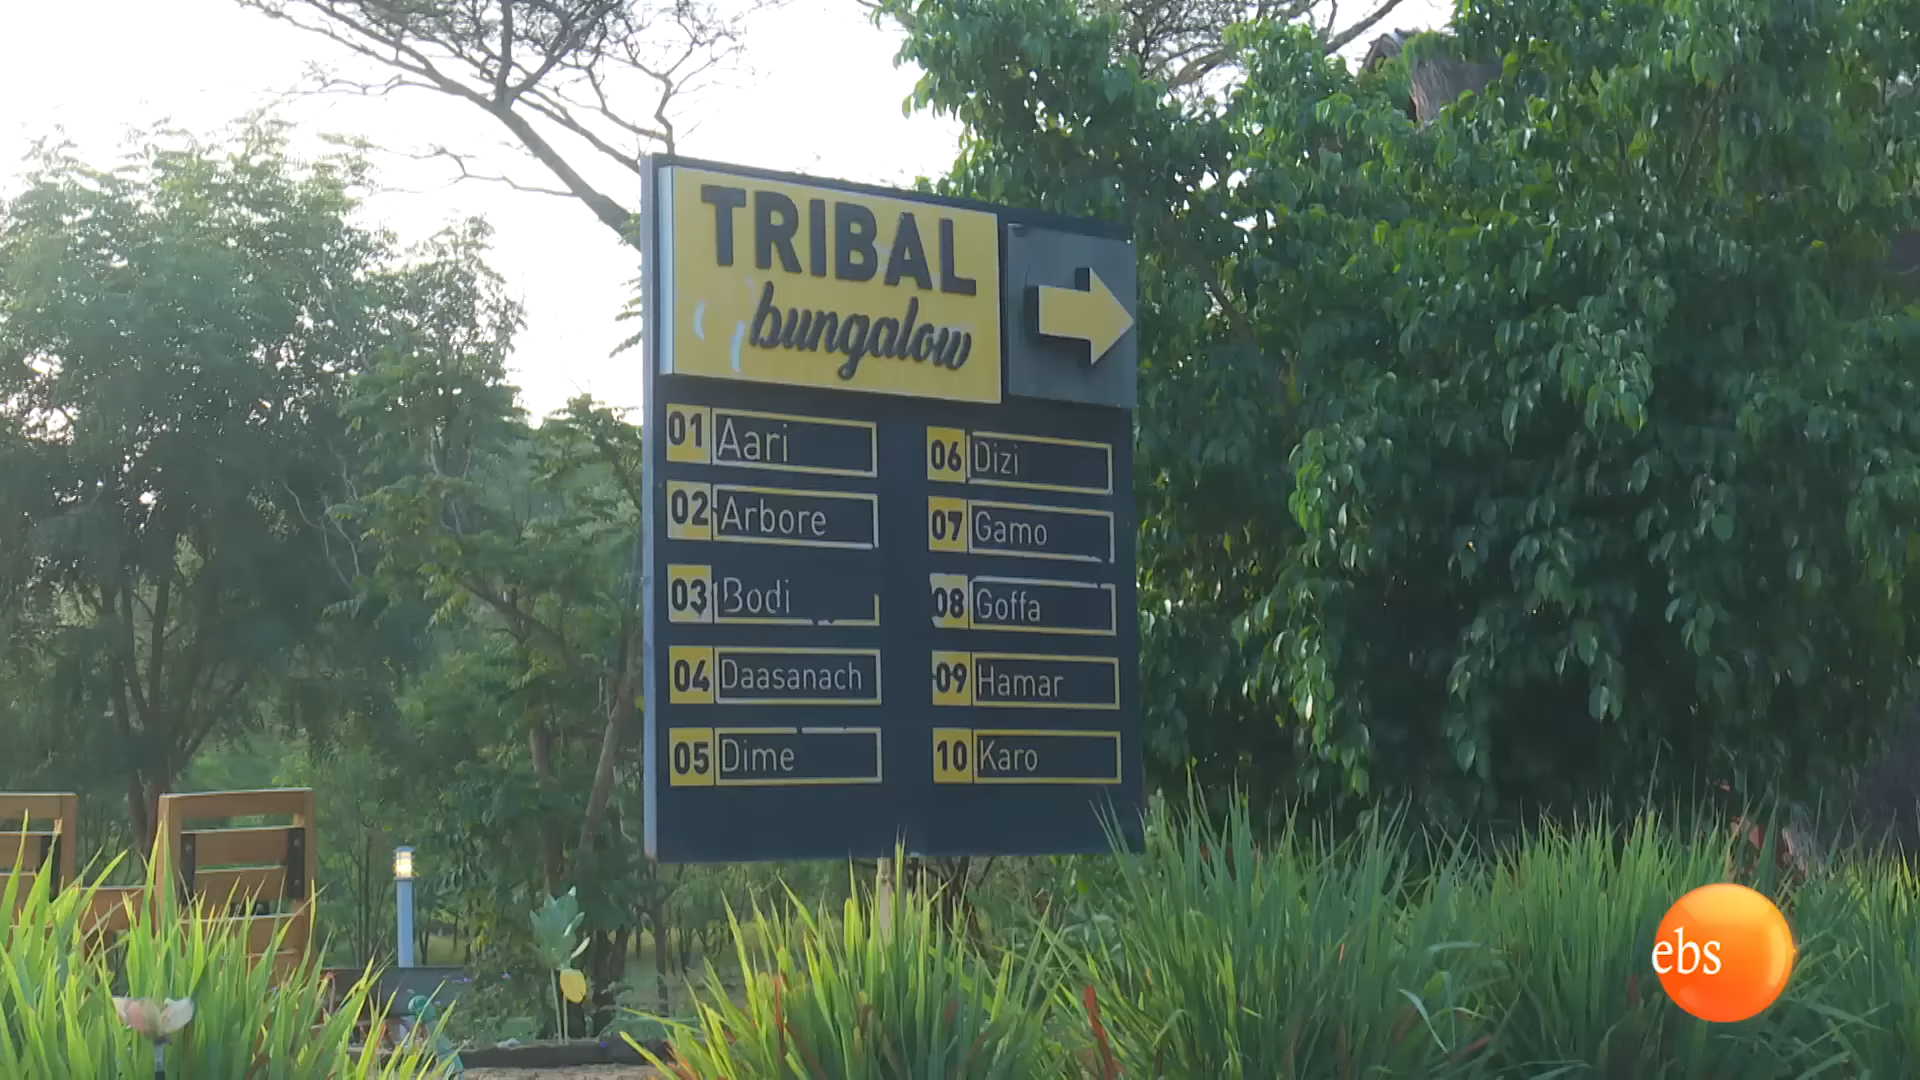 TRIBAL
bungalow
01 Aari
02 Arbore
03 Bodi
04 Daasanach
05 Dime
06 Dizi
07 Gamo
08 Goffa
09 Hamar
10 Karo
ebs